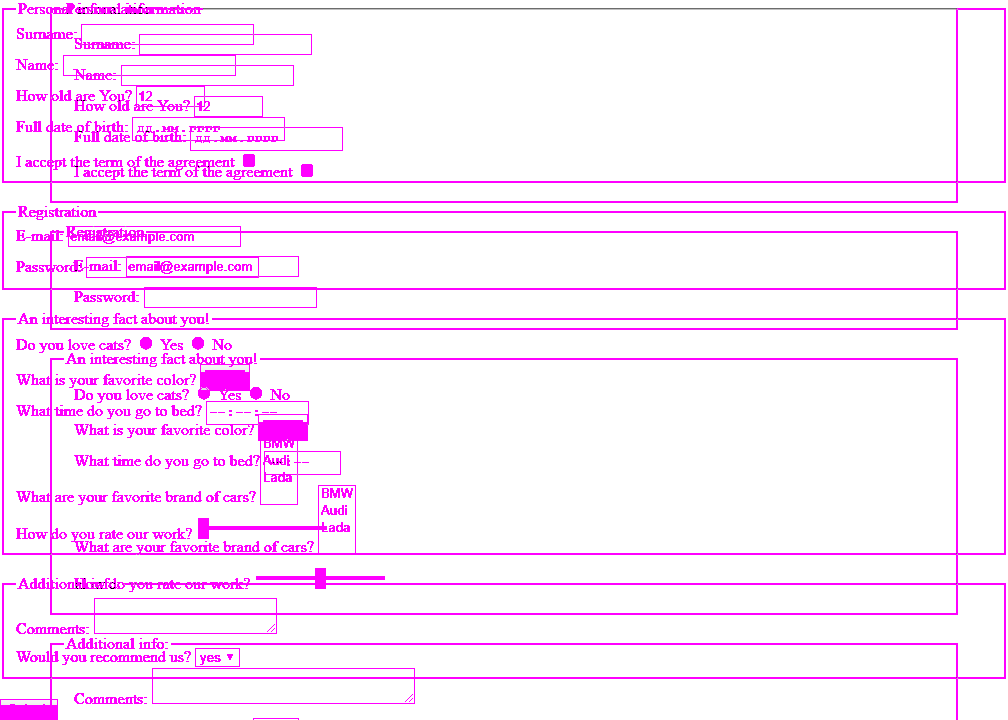 Personal information
Personal information
Surname:
Surname:
Name:
Name:
How old are You? 12
How old are You? 12
Full date of birth: дд.мм.гггг
Full date of birth: дд.мм.гггг
I accept the term of the agreement
I accept the term of the agreement
Registration
Registration
E-mail: email@example.com
E-mail: email@example.com
Password:
Password:
An interesting fact about you!
Do you love cats? Yes No
An interesting fact about you!
What is your favorite color?
Do you love cats? Yes No
What time do you go to bed? --:--:--
What is your favorite color?
BMW
What time do you go to bed?
Audi
Lada
What are your favorite brand of cars?
BMW
Audi
Lada
How do you rate our work?
What are your favorite brand of cars?
Additional info:
How do you rate our work?
Comments:
Additional info:
Would you recommend us? yes
Comments: